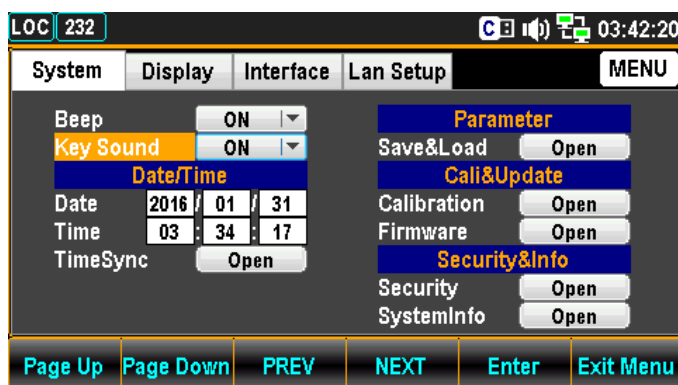 LOC 232 C 03:42:20
System Display Interface Lan Setup MENU
Beep ON
Key Sound ON
Date/Time
Date 2016 / 01 / 31
Time 03 : 34 : 17
TimeSync Open
Parameter
Save&Load Open
Cali&Update
Calibration Open
Firmware Open
Security&Info
Security Open
SystemInfo Open
Page Up Page Down PREV NEXT Enter Exit Menu